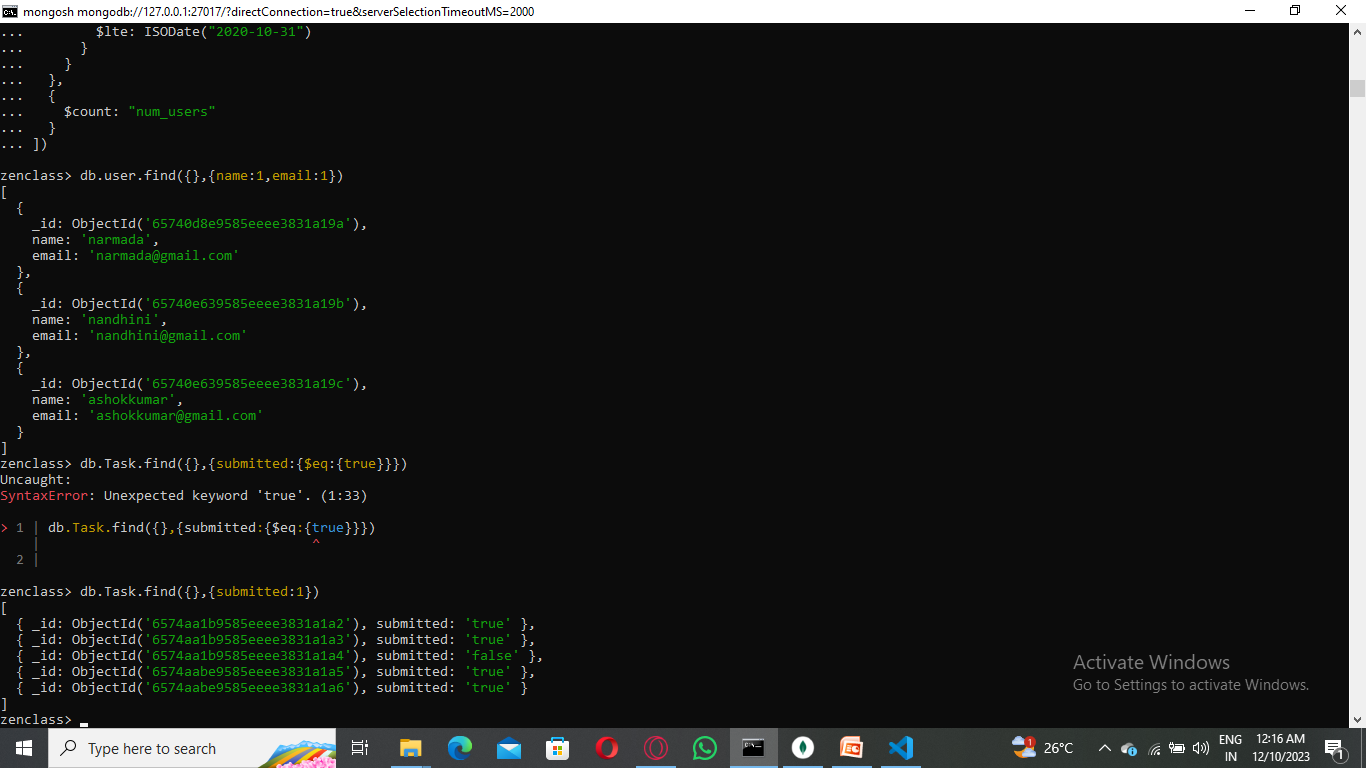 mongosh mongodb://127.0.0.1:27017/?directConnection=true&serverSelectionTimeoutMS=2000
...         $lte: ISODate("2020-10-31")
...       }
...     }
...   },
...   {
...     $count: "num_users"
...   }
... ])
zenclass> db.user.find({},{name:1,email:1})
[
  {
    _id: ObjectId('65740d8e9585eeee3831a19a'),
    name: 'narmada',
    email: 'narmada@gmail.com'
  },
  {
    _id: ObjectId('65740e639585eeee3831a19b'),
    name: 'nandhini',
    email: 'nandhini@gmail.com'
  },
  {
    _id: ObjectId('65740e639585eeee3831a19c'),
    name: 'ashokkumar',
    email: 'ashokkumar@gmail.com'
  }
]
zenclass> db.Task.find({},{submitted:{$eq:{true}}})
Uncaught:
SyntaxError: Unexpected keyword 'true'. (1:33)
> 1 | db.Task.find({},{submitted:{$eq:{true}}})
    |                                  ^
  2 |
zenclass> db.Task.find({},{submitted:1})
[
  { _id: ObjectId('6574aa1b9585eeee3831a1a2'), submitted: 'true' },
  { _id: ObjectId('6574aa1b9585eeee3831a1a3'), submitted: 'true' },
  { _id: ObjectId('6574aa1b9585eeee3831a1a4'), submitted: 'false' },
  { _id: ObjectId('6574aabe9585eeee3831a1a5'), submitted: 'true' },
  { _id: ObjectId('6574aabe9585eeee3831a1a6'), submitted: 'true' }
]
zenclass>
Activate Windows
Go to Settings to activate Windows.
Type here to search
1
26°C
ENG
IN
12:16 AM
12/10/2023
1